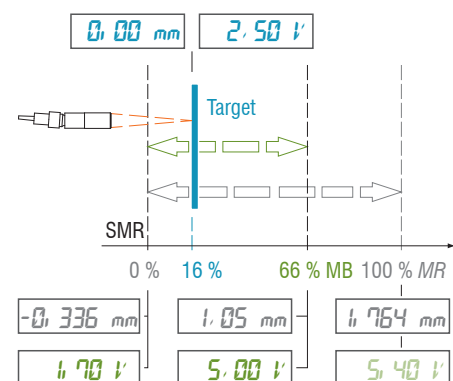 0,00 mm 2,50 V
Target
SMR
0 % 16 % 66 % MB 100 % MR
-0,336 mm 1,05 mm 1,764 mm
1,70 V 5,00 V 5,40 V